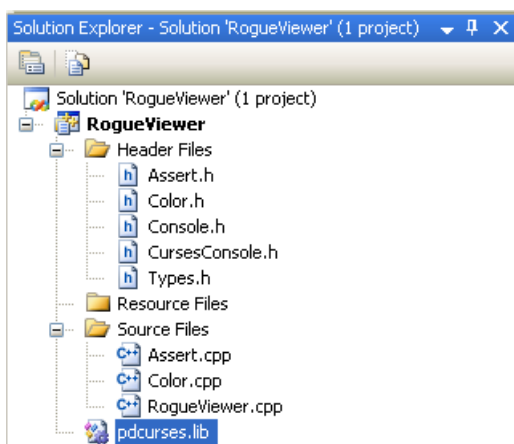 Solution Explorer - Solution 'RogueViewer' (1 project)
Solution 'RogueViewer' (1 project)
RogueViewer
Header Files
Assert.h
Color.h
Console.h
CursesConsole.h
Types.h
Resource Files
Source Files
Assert.cpp
Color.cpp
RogueViewer.cpp
pdcurses.lib